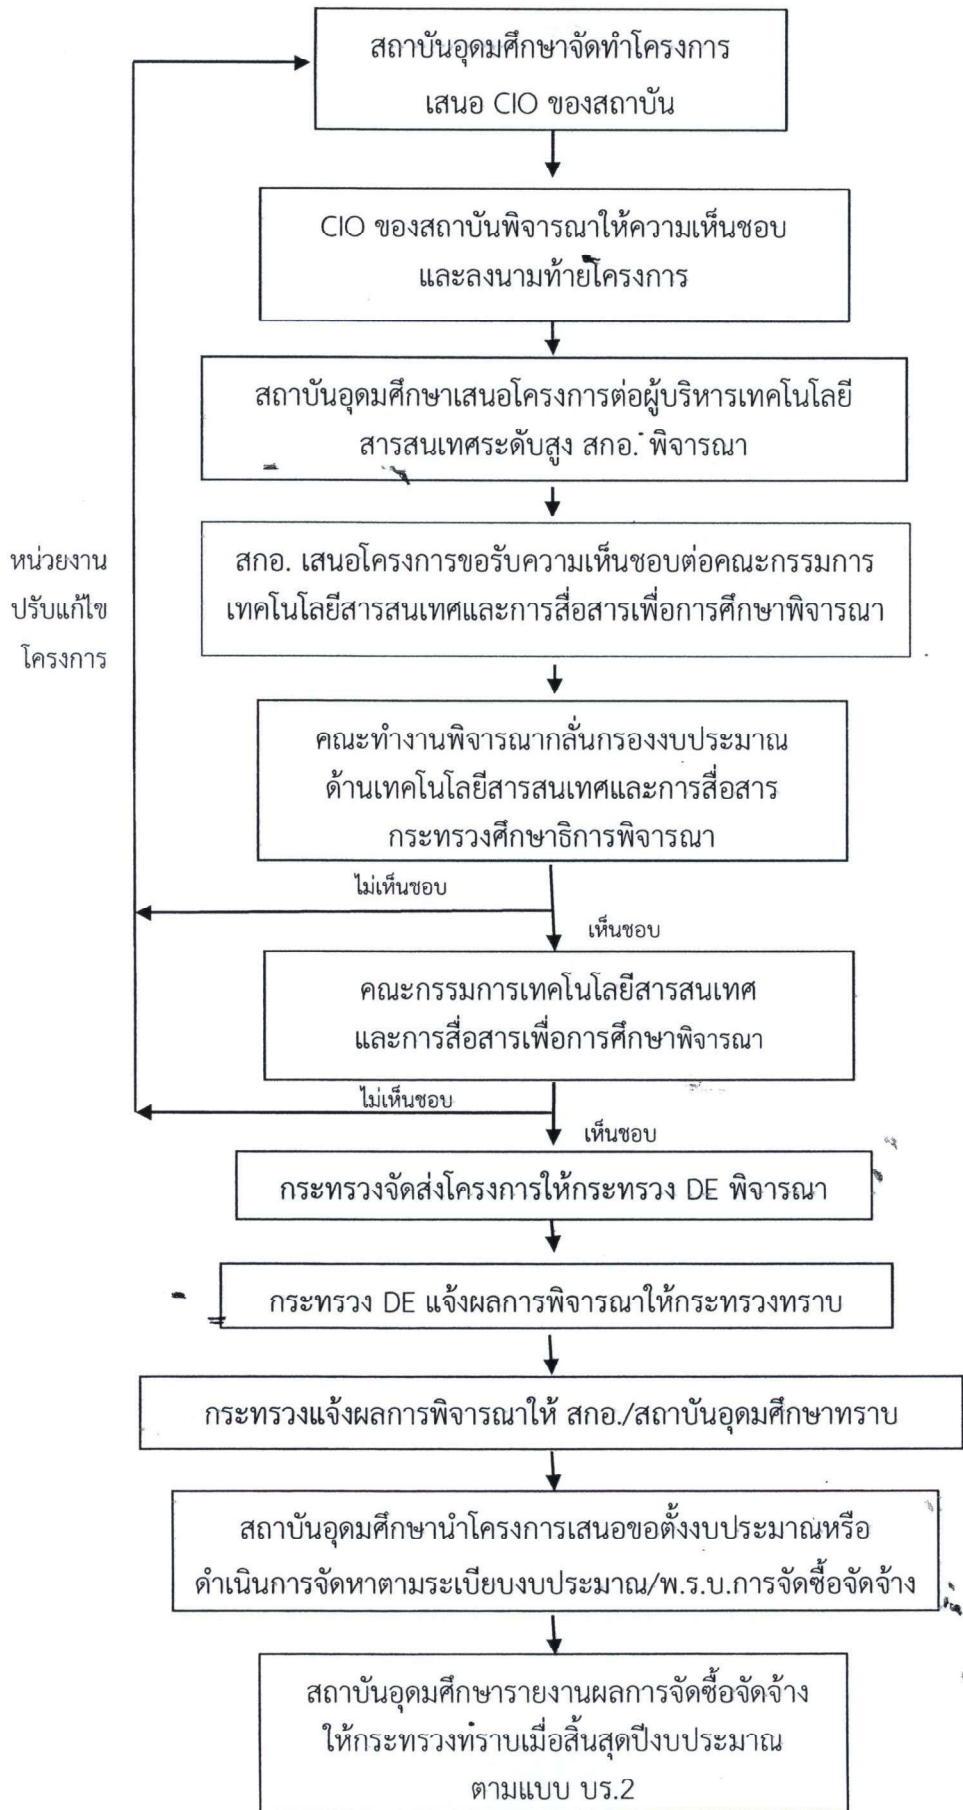 สถาบันอุดมศึกษาจัดทำโครงการ
เสนอ CIO ของสถาบัน
CIO ของสถาบันพิจารณาให้ความเห็นชอบ
และลงนามท้ายโครงการ
สถาบันอุดมศึกษาเสนอโครงการต่อผู้บริหารเทคโนโลยี
สารสนเทศระดับสูง สกอ. พิจารณา
สกอ. เสนอโครงการขอรับความเห็นชอบต่อคณะกรรมการ
เทคโนโลยีสารสนเทศและการสื่อสารเพื่อการศึกษาพิจารณา
หน่วยงาน
ปรับแก้ไข
โครงการ
คณะทำงานพิจารณากลั่นกรองงบประมาณ
ด้านเทคโนโลยีสารสนเทศและการสื่อสาร
กระทรวงศึกษาธิการพิจารณา
ไม่เห็นชอบ
เห็นชอบ
คณะกรรมการเทคโนโลยีสารสนเทศ
และการสื่อสารเพื่อการศึกษาพิจารณา
ไม่เห็นชอบ
เห็นชอบ
กระทรวงจัดส่งโครงการให้กระทรวง DE พิจารณา
กระทรวง DE แจ้งผลการพิจารณาให้กระทรวงทราบ
กระทรวงแจ้งผลการพิจารณาให้ สกอ./สถาบันอุดมศึกษาทราบ
สถาบันอุดมศึกษานำโครงการเสนอขอตั้งงบประมาณหรือ
ดำเนินการจัดหาตามระเบียบงบประมาณ/พ.ร.บ.การจัดซื้อจัดจ้าง
สถาบันอุดมศึกษารายงานผลการจัดซื้อจัดจ้าง
ให้กระทรวงทราบเมื่อสิ้นสุดปีงบประมาณ
ตามแบบ บร.2